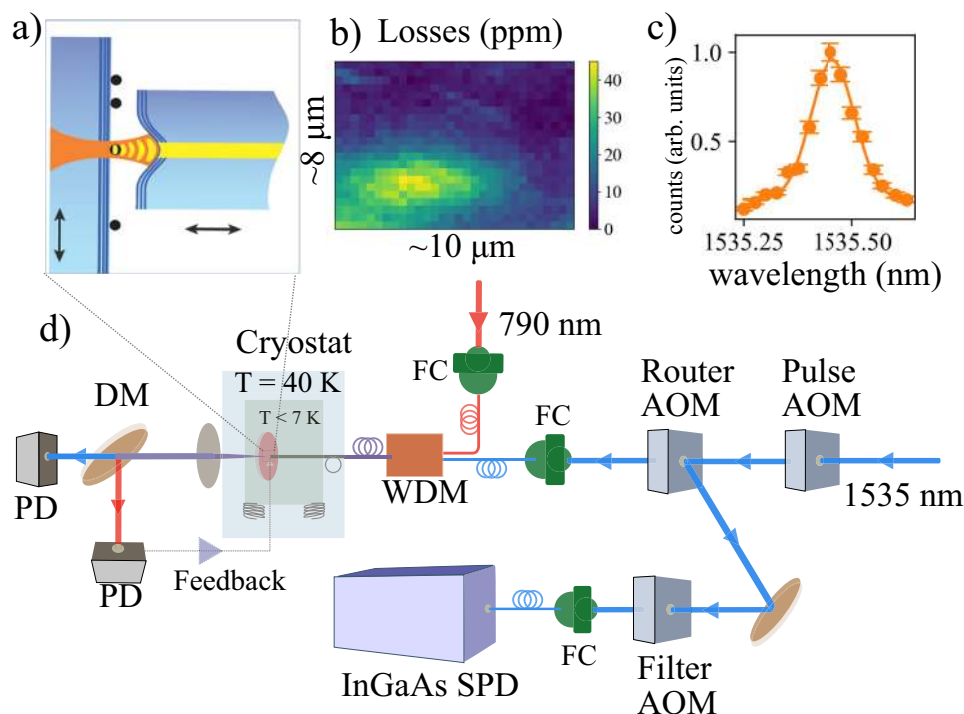 a)
b) Losses (ppm)
40
30
20
10
0
~8 μm
~10 μm
c)
counts (arb. units)
1.0
0.5
1535.25
1535.50
wavelength (nm)
d)
Cryostat
T = 40 K
T < 7 K
790 nm
FC
DM
PD
PD
Feedback
WDM
FC
Router
AOM
Pulse
AOM
1535 nm
InGaAs SPD
FC
Filter
AOM